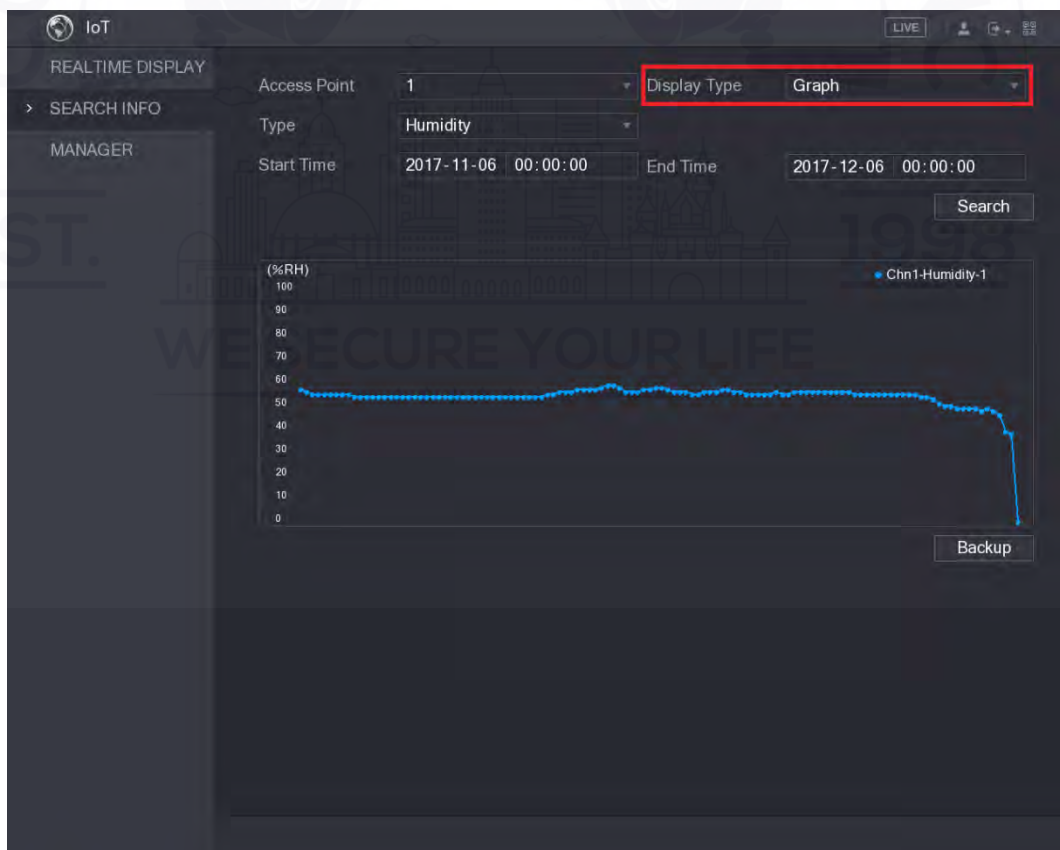 IoT
LIVE
REALTIME DISPLAY
> SEARCH INFO
MANAGER
Access Point 1 Display Type Graph
Type Humidity
Start Time 2017-11-06 00:00:00 End Time 2017-12-06 00:00:00
Search
ST. 1998
WE SECURE YOUR LIFE
(%RH)
Chn1-Humidity-1
100
90
80
70
60
50
40
30
20
10
0
Backup